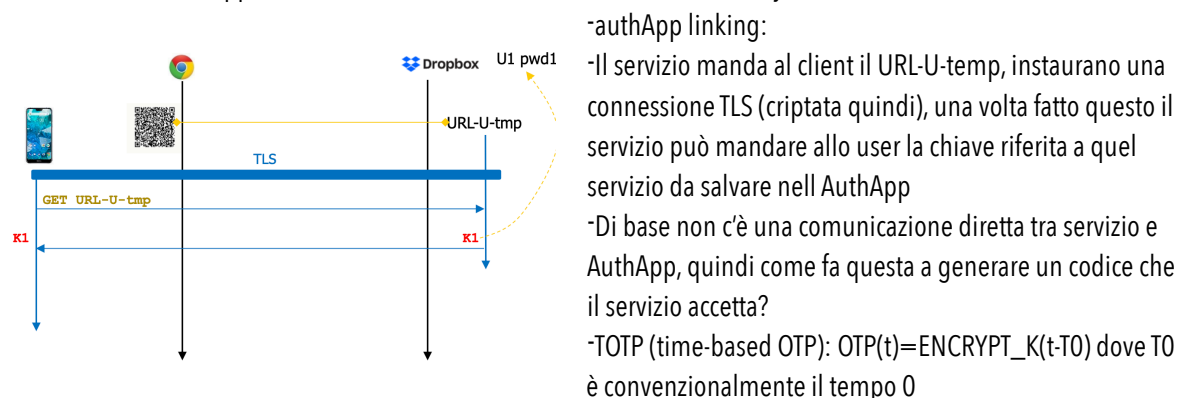 Dropbox
U1 pwd1
URL-U-tmp
TLS
GET URL-U-tmp
K1
K1
-authApp linking:
-Il servizio manda al client il URL-U-temp, instaurano una
connessione TLS (criptata quindi), una volta fatto questo il
servizio può mandare allo user la chiave riferita a quel
servizio da salvare nell AuthApp
-Di base non c'è una comunicazione diretta tra servizio e
AuthApp, quindi come fa questa a generare un codice che
il servizio accetta?
-TOTP (time-based OTP): OTP(t)=ENCRYPT_K(t-T0) dove T0
è convenzionalmente il tempo 0